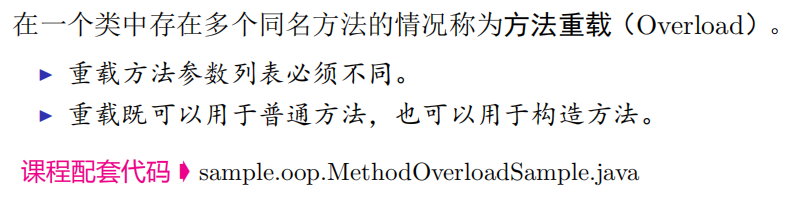 在一个类中存在多个同名方法的情况称为方法重载（Overload）。
▶ 重载方法参数列表必须不同。
▶ 重载既可以用于普通方法，也可以用于构造方法。
课程配套代码 ➧ sample.oop.MethodOverloadSample.java